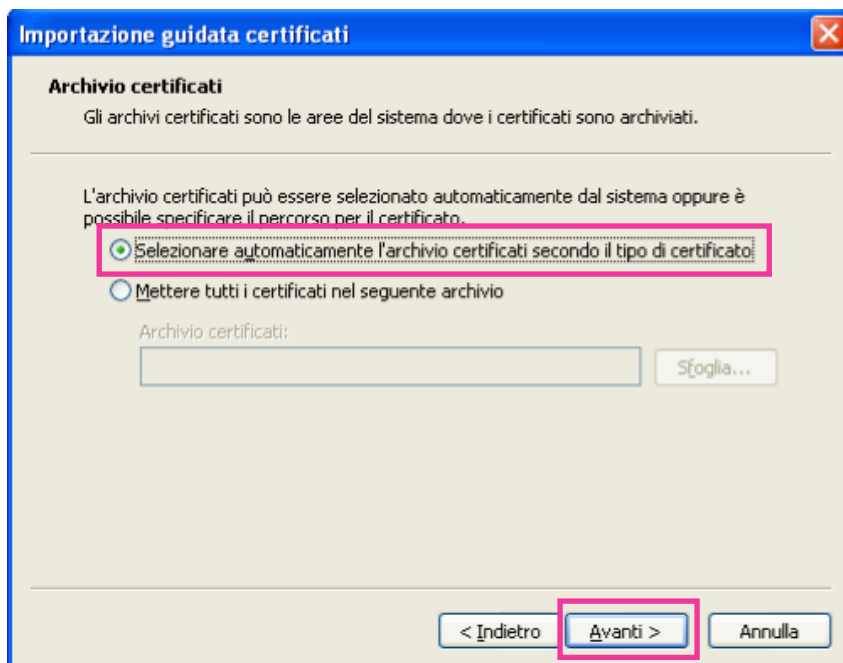 Importazione guidata certificati
Archivio certificati
Gli archivi certificati sono le aree del sistema dove i certificati sono archiviati.
L'archivio certificati può essere selezionato automaticamente dal sistema oppure è
possibile specificare il percorso per il certificato.
Selezionare automaticamente l'archivio certificati secondo il tipo di certificato
Mettere tutti i certificati nel seguente archivio
Archivio certificati:
Sfoglia...
< Indietro Avanti > Annulla